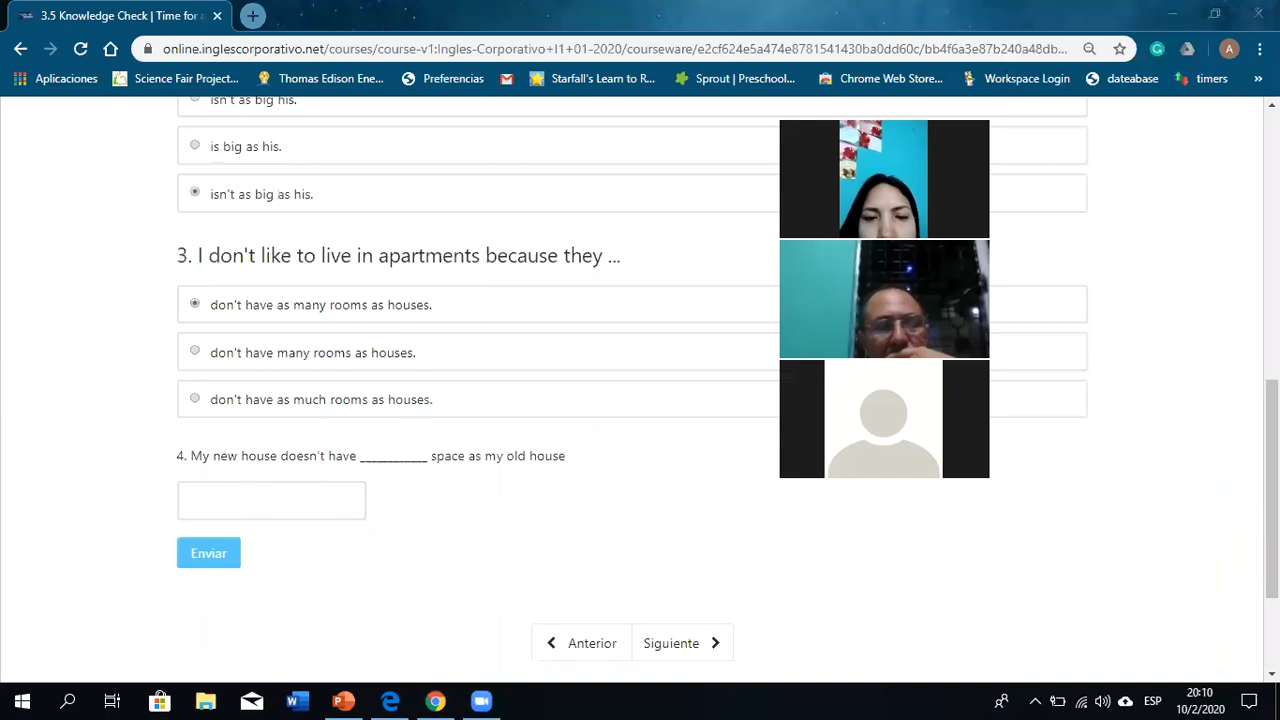 3.5 Knowledge Check | Time for a
online.inglescorporativo.net/courses/course-v1:Ingles-Corporativo+I1+01-2020/courseware/e2cf624e5a474e8781541430ba0dd60c/bb4f6a3e87b240a48db...
A
Aplicaciones Science Fair Project... Thomas Edison Ene... Preferencias Starfall's Learn to R... Sprout | Preschool... Chrome Web Store... Workspace Login dateabase timers »
isn't as big his.
is big as his.
isn't as big as his.
3. I don't like to live in apartments because they ...
don't have as many rooms as houses.
don't have many rooms as houses.
don't have as much rooms as houses.
4. My new house doesn't have ____________ space as my old house
Enviar
Anterior Siguiente
ESP
20:10
10/2/2020